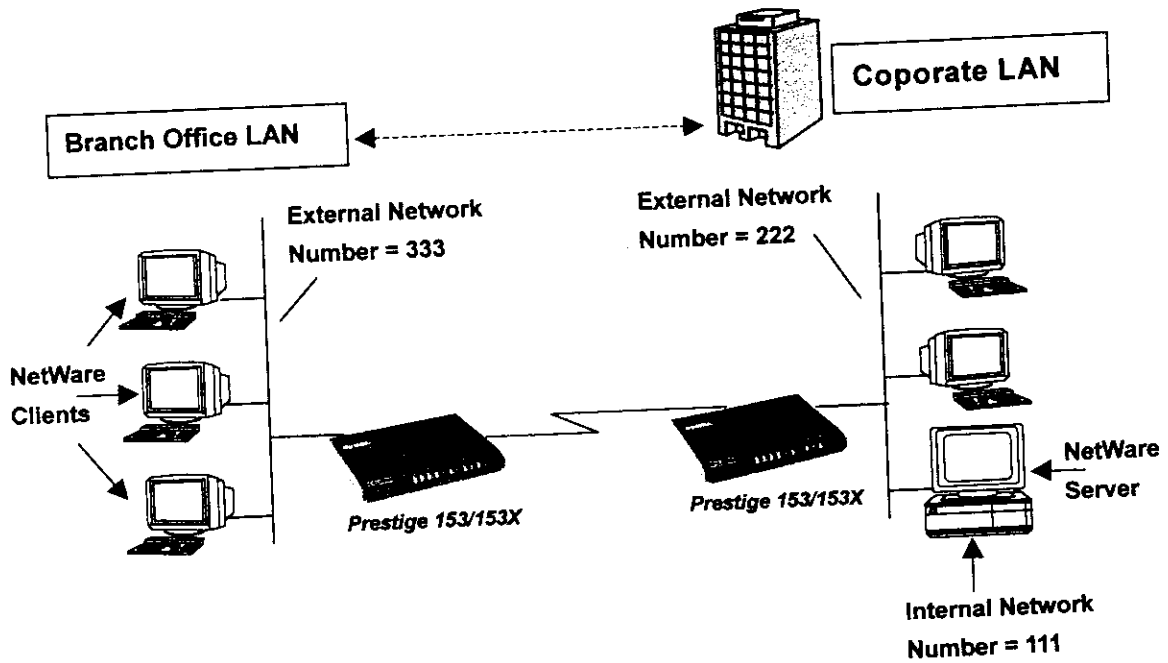 Coporate LAN
Branch Office LAN
External Network
Number = 333
External Network
Number = 222
NetWare
Clients
Prestige 153/153X
Prestige 153/153X
NetWare
Server
Internal Network
Number = 111